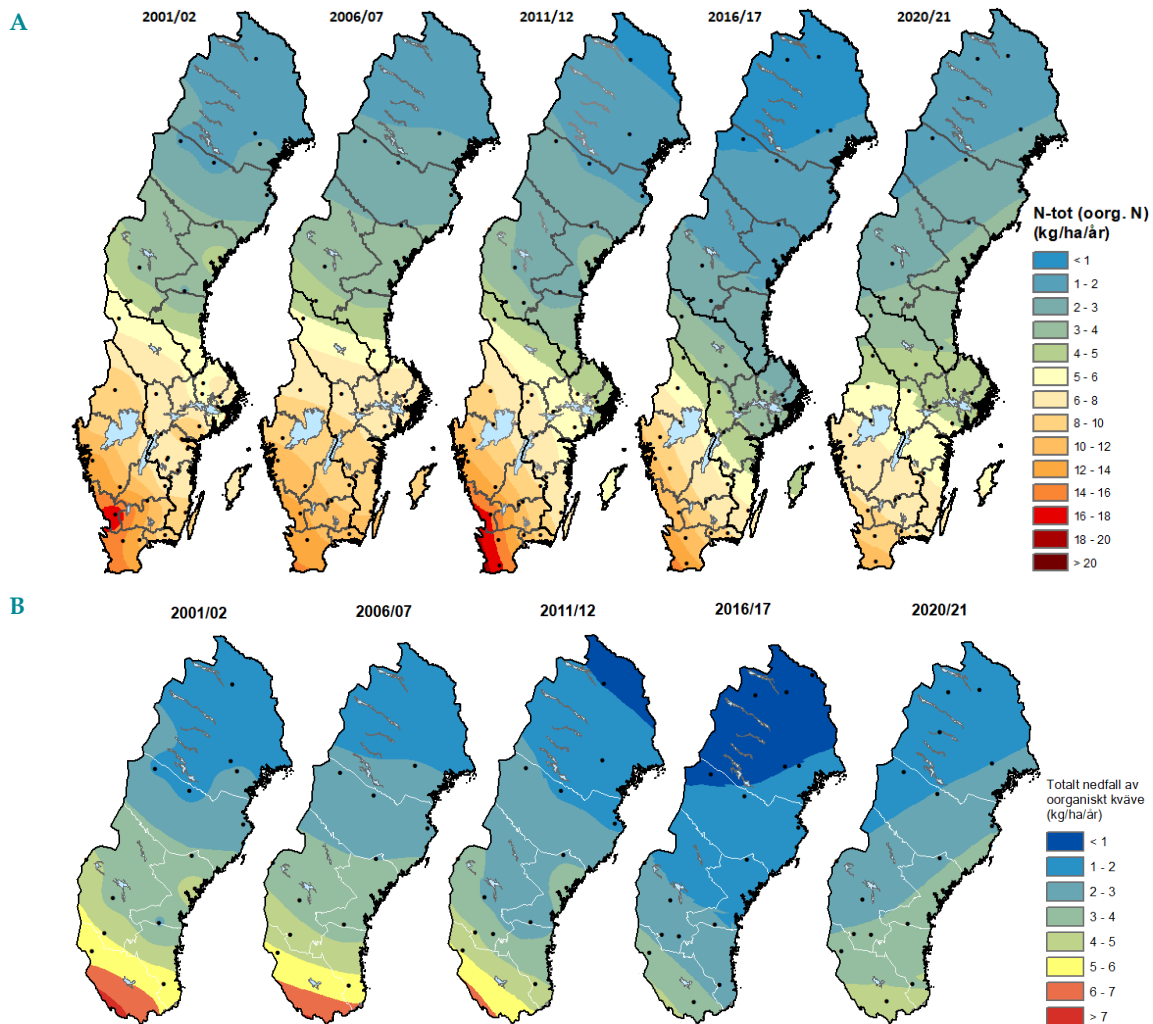 A
2001/02
2006/07
2011/12
2016/17
2020/21
N-tot (oorg. N)
(kg/ha/år)
< 1
1 - 2
2 - 3
3 - 4
4 - 5
5 - 6
6 - 8
8 - 10
10 - 12
12 - 14
14 - 16
16 - 18
18 - 20
> 20
B
2001/02
2006/07
2011/12
2016/17
2020/21
Totalt nedfall av
oorganiskt kväve
(kg/ha/år)
< 1
1 - 2
2 - 3
3 - 4
4 - 5
5 - 6
6 - 7
> 7